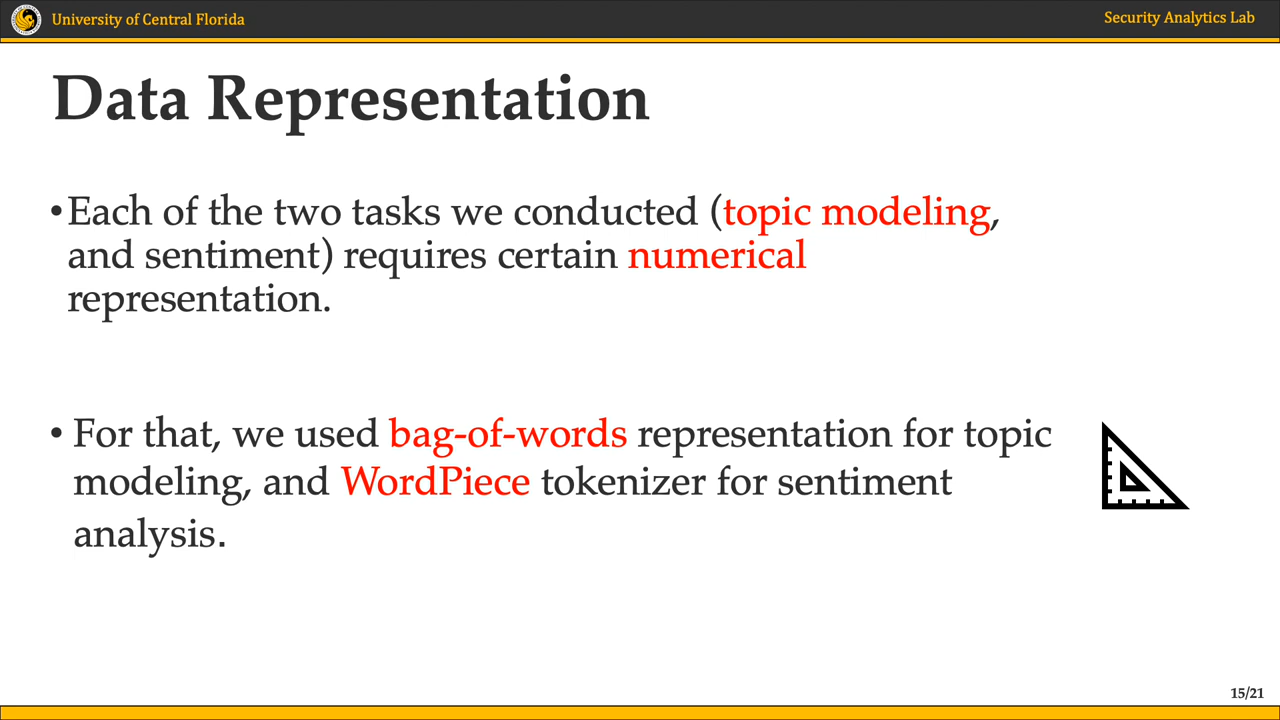 University of Central Florida
Security Analytics Lab
Data Representation
•Each of the two tasks we conducted (topic modeling,
and sentiment) requires certain numerical
representation.
• For that, we used bag-of-words representation for topic
modeling, and WordPiece tokenizer for sentiment
analysis.
15/21